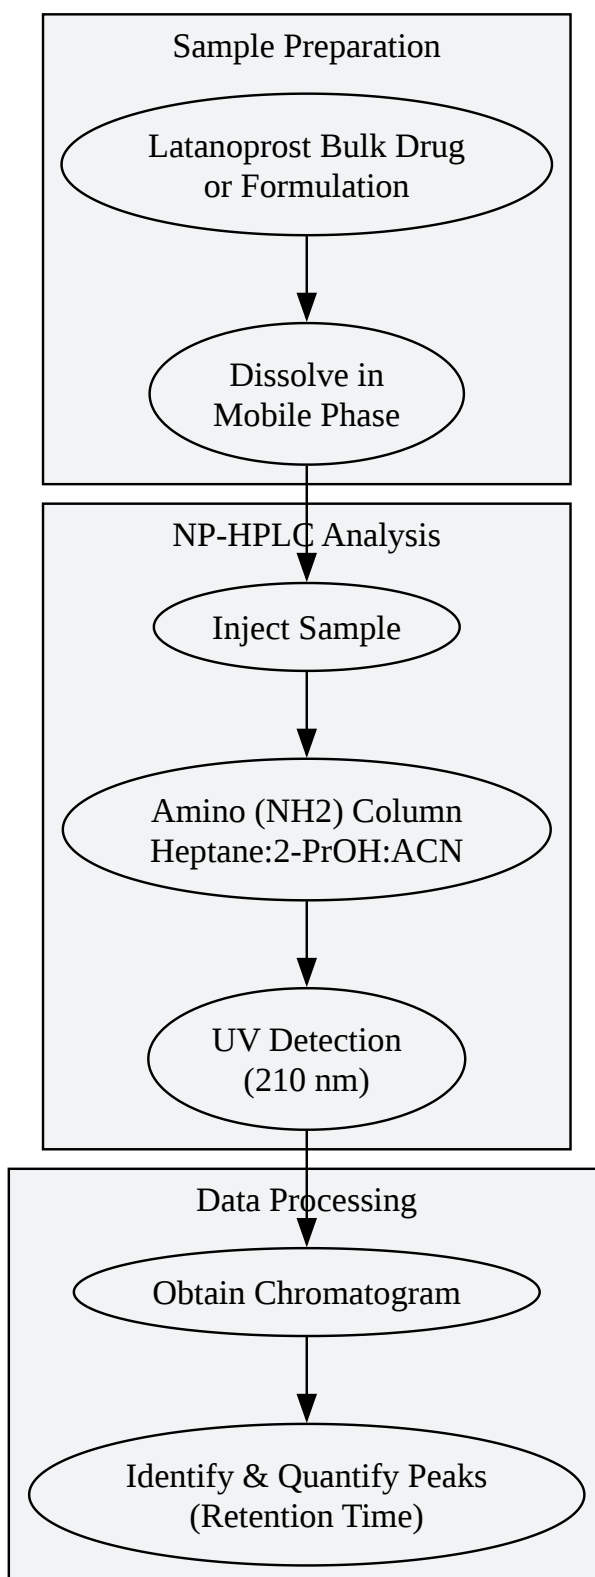 Sample Preparation
Latanoprost Bulk Drug
or Formulation
Dissolve in
Mobile Phase
NP-HPLC Analysis
Inject Sample
Amino (NH2) Column
Heptane:2-PrOH:ACN
UV Detection
(210 nm)
Data Processing
Obtain Chromatogram
Identify & Quantify Peaks
(Retention Time)